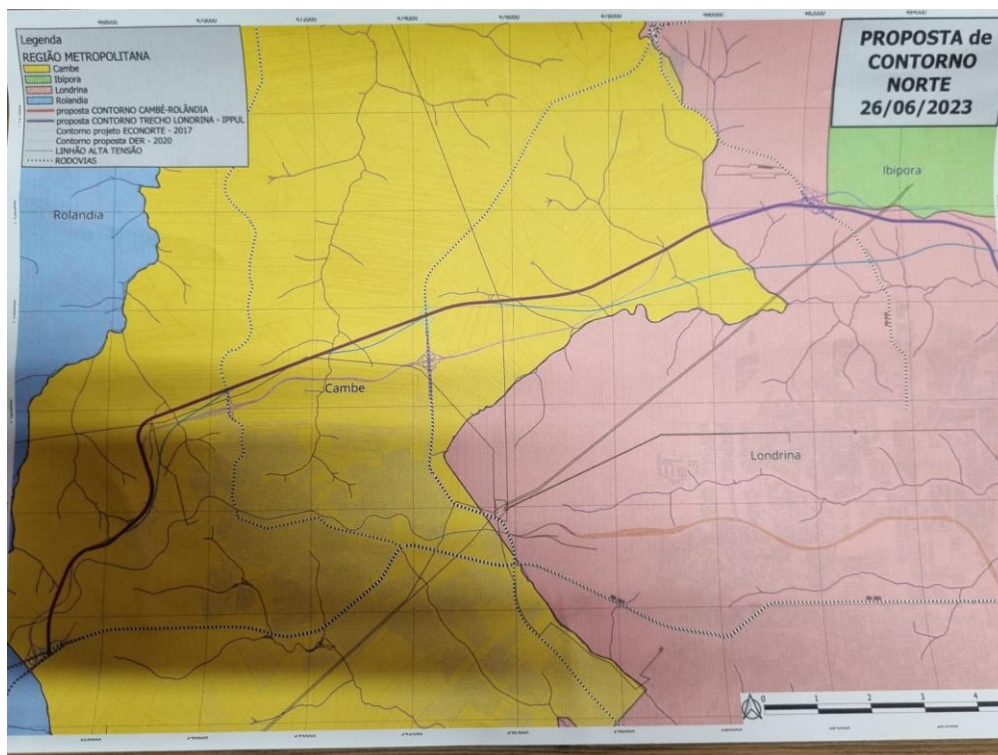 Legenda
REGIÃO METROPOLITANA
Cambe
Ibipora
Londrina
Rolandia
proposta CONTORNO CAMBÉ-ROLÂNDIA
proposta CONTORNO TRECHO LONDRINA - IPPUL
Contorno projeto ECONORTE - 2017
Contorno proposta DER - 2020
LINHÃO ALTA TENSÃO
RODOVIAS
PROPOSTA de
CONTORNO
NORTE
26/06/2023
Ibipora
Rolandia
Cambe
Londrina
0 1 2 3 4